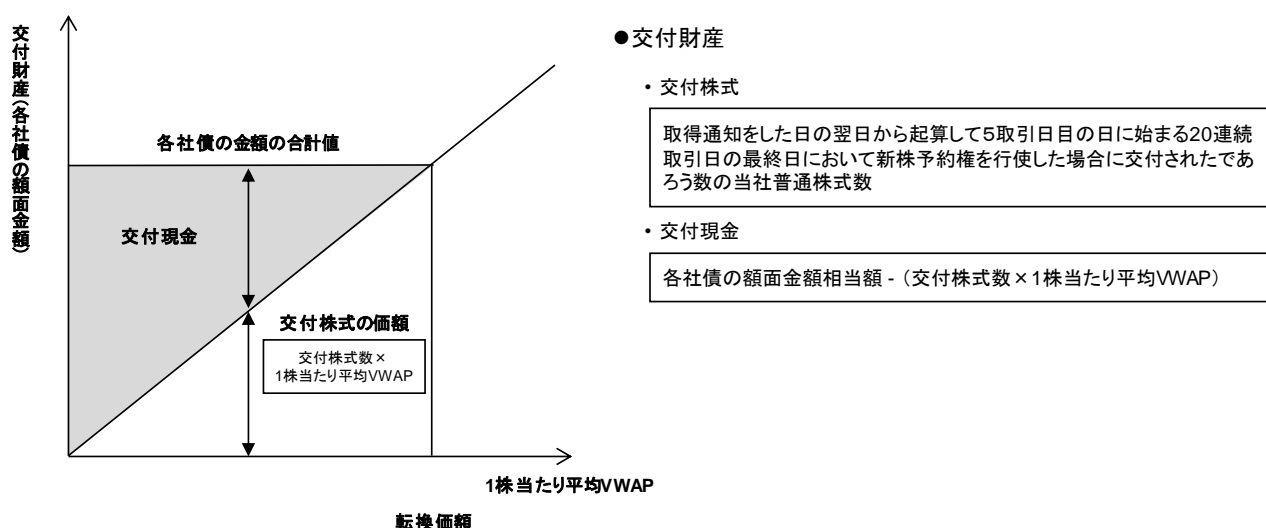 交付財産(各社債の額面金額)
各社債の金額の合計値
交付現金
交付株式の価額
交付株式数×
1株当たり平均VWAP
1株当たり平均VWAP
転換価額
●交付財産
・交付株式
取得通知をした日の翌日から起算して5取引日目の日に始まる20連続
取引日の最終日において新株予約権を行使した場合に交付されたであ
ろう数の当社普通株式数
・交付現金
各社債の額面金額相当額 - (交付株式数×1株当たり平均VWAP)